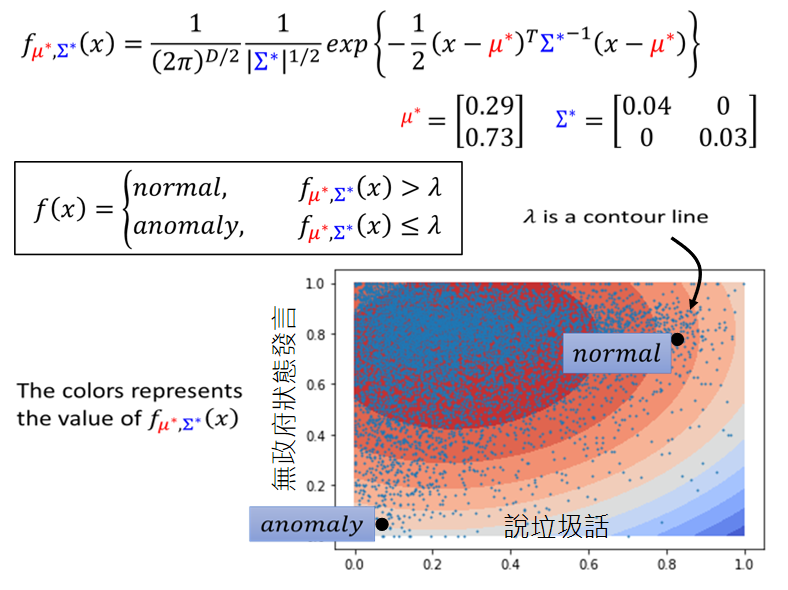 f_{μ*,Σ*}(x) = \frac{1}{(2π)^{D/2}} \frac{1}{|Σ*|^{1/2}} exp{-\frac{1}{2}(x - μ*)^T Σ*^{-1}(x - μ*)}
μ* = [0.29 0.73] Σ* = [0.04 0 0 0.03]
f(x) = {normal, f_{μ*,Σ*}(x) > λ
anomaly, f_{μ*,Σ*}(x) ≤ λ
λ is a contour line
The colors represents
the value of f_{μ*,Σ*}(x)
無政府狀態發言
1.0
0.8
0.6
0.4
0.2
normal
anomaly
說垃圾話
0.0 0.2 0.4 0.6 0.8 1.0